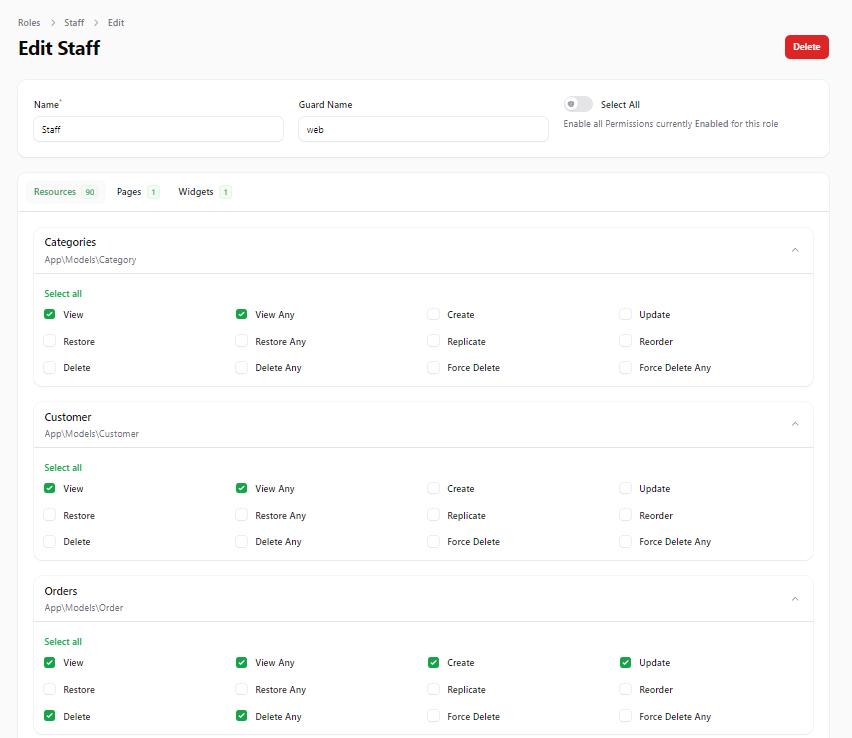 Roles > Staff > Edit
Edit Staff
Delete
Name* Guard Name Select All
Staff web Enable all Permissions currently Enabled for this role
Resources 90 Pages 1 Widgets 1
Categories
App\Models\Category
Select all
View View Any Create Update
Restore Restore Any Replicate Reorder
Delete Delete Any Force Delete Force Delete Any
Customer
App\Models\Customer
Select all
View View Any Create Update
Restore Restore Any Replicate Reorder
Delete Delete Any Force Delete Force Delete Any
Orders
App\Models\Order
Select all
View View Any Create Update
Restore Restore Any Replicate Reorder
Delete Delete Any Force Delete Force Delete Any